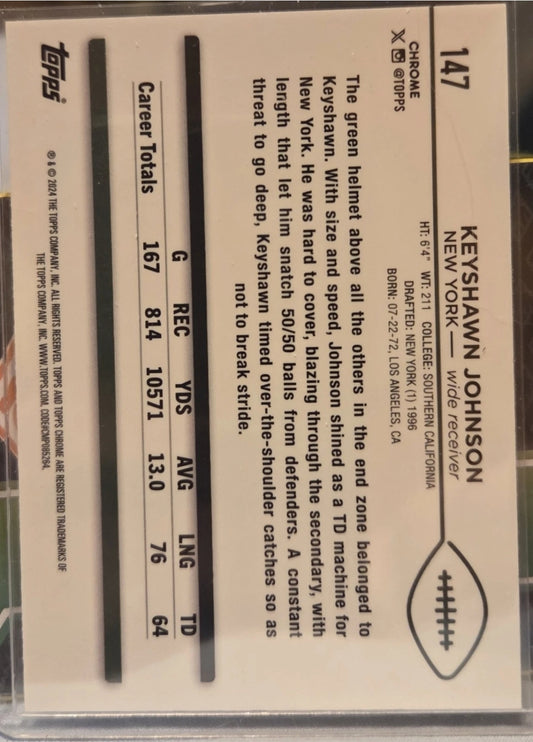 147
KEYSHAWN JOHNSON
NEW YORK— wide receiver
CHROME
X @TOPPS
HT: 6'4" WT: 211 COLLEGE: SOUTHERN CALIFORNIA
DRAFTED: NEW YORK (1) 1996
BORN: 07-22-72, LOS ANGELES, CA
The green helmet above all the others in the end zone belonged to
Keyshawn. With size and speed, Johnson shined as a TD machine for
New York. He was hard to cover, blazing through the secondary, with
length that let him snatch 50/50 balls from defenders. A constant
threat to go deep, Keyshawn timed over-the-shoulder catches so as
not to break stride.
G REC YDS AVG LNG TD
Career Totals 167 814 10571 13.0 76 64
topps®
℗ & © 2024 THE TOPPS COMPANY, INC. ALL RIGHTS RESERVED. TOPPS AND TOPPS CHROME ARE REGISTERED TRADEMARKS OF
THE TOPPS COMPANY, INC. WWW.TOPPS.COM. CODE#CMP085264.